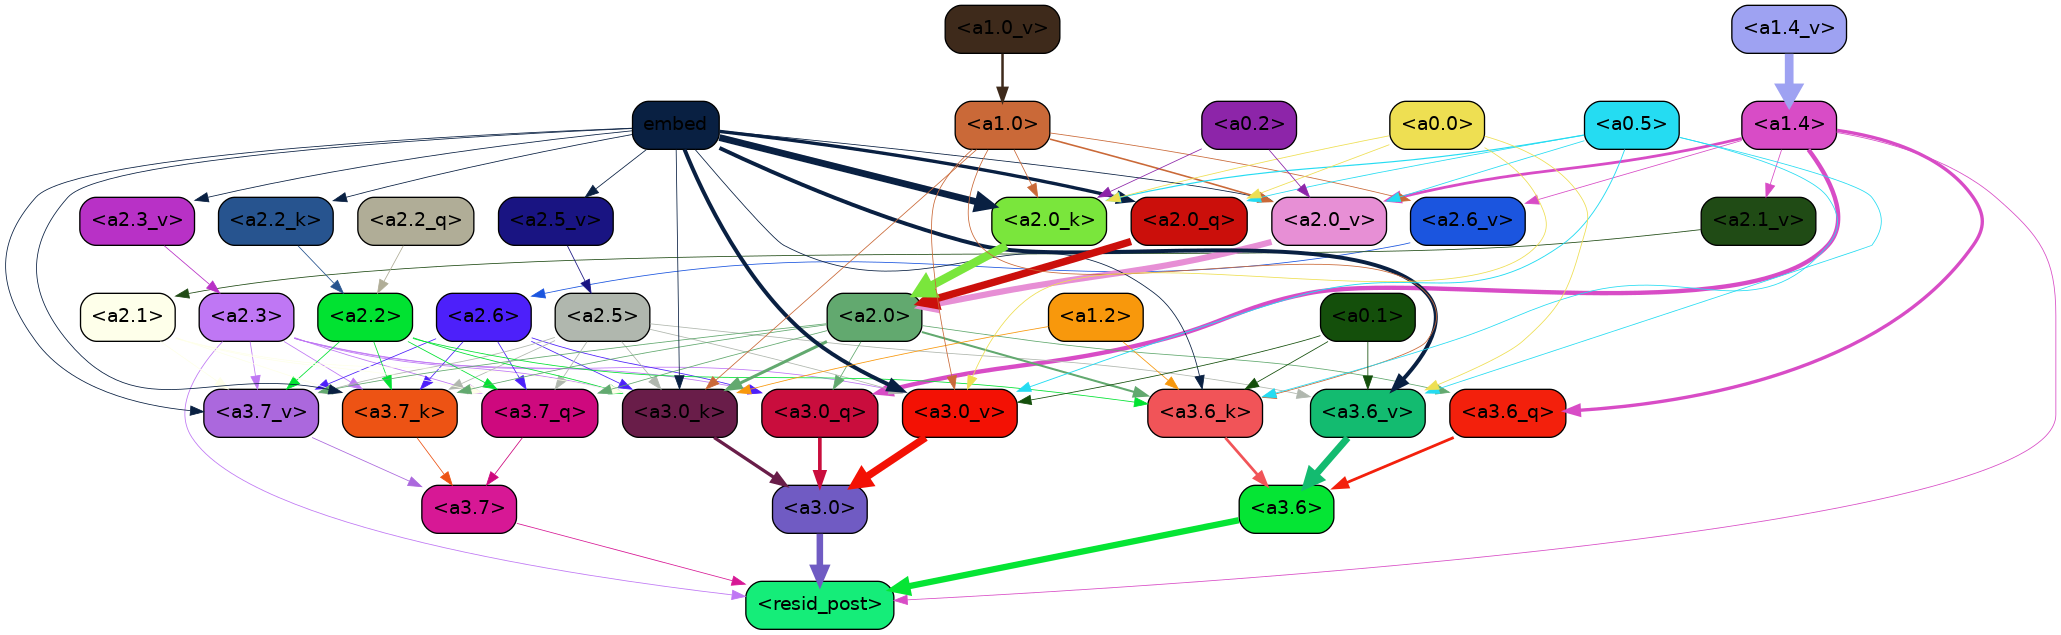 <a1.0_v>
<a1.4_v>
embed
<a1.0>
<a0.2>
<a0.0>
<a0.5>
<a1.4>
<a2.3_v>
<a2.2_k>
<a2.2_q>
<a2.5_v>
<a2.0_k>
<a2.0_q>
<a2.0_v>
<a2.6_v>
<a2.1_v>
<a2.1>
<a2.3>
<a2.2>
<a2.6>
<a2.5>
<a2.0>
<a1.2>
<a0.1>
<a3.7_v>
<a3.7_k>
<a3.7_q>
<a3.0_k>
<a3.0_q>
<a3.0_v>
<a3.6_k>
<a3.6_v>
<a3.6_q>
<a3.7>
<a3.0>
<a3.6>
<resid_post>